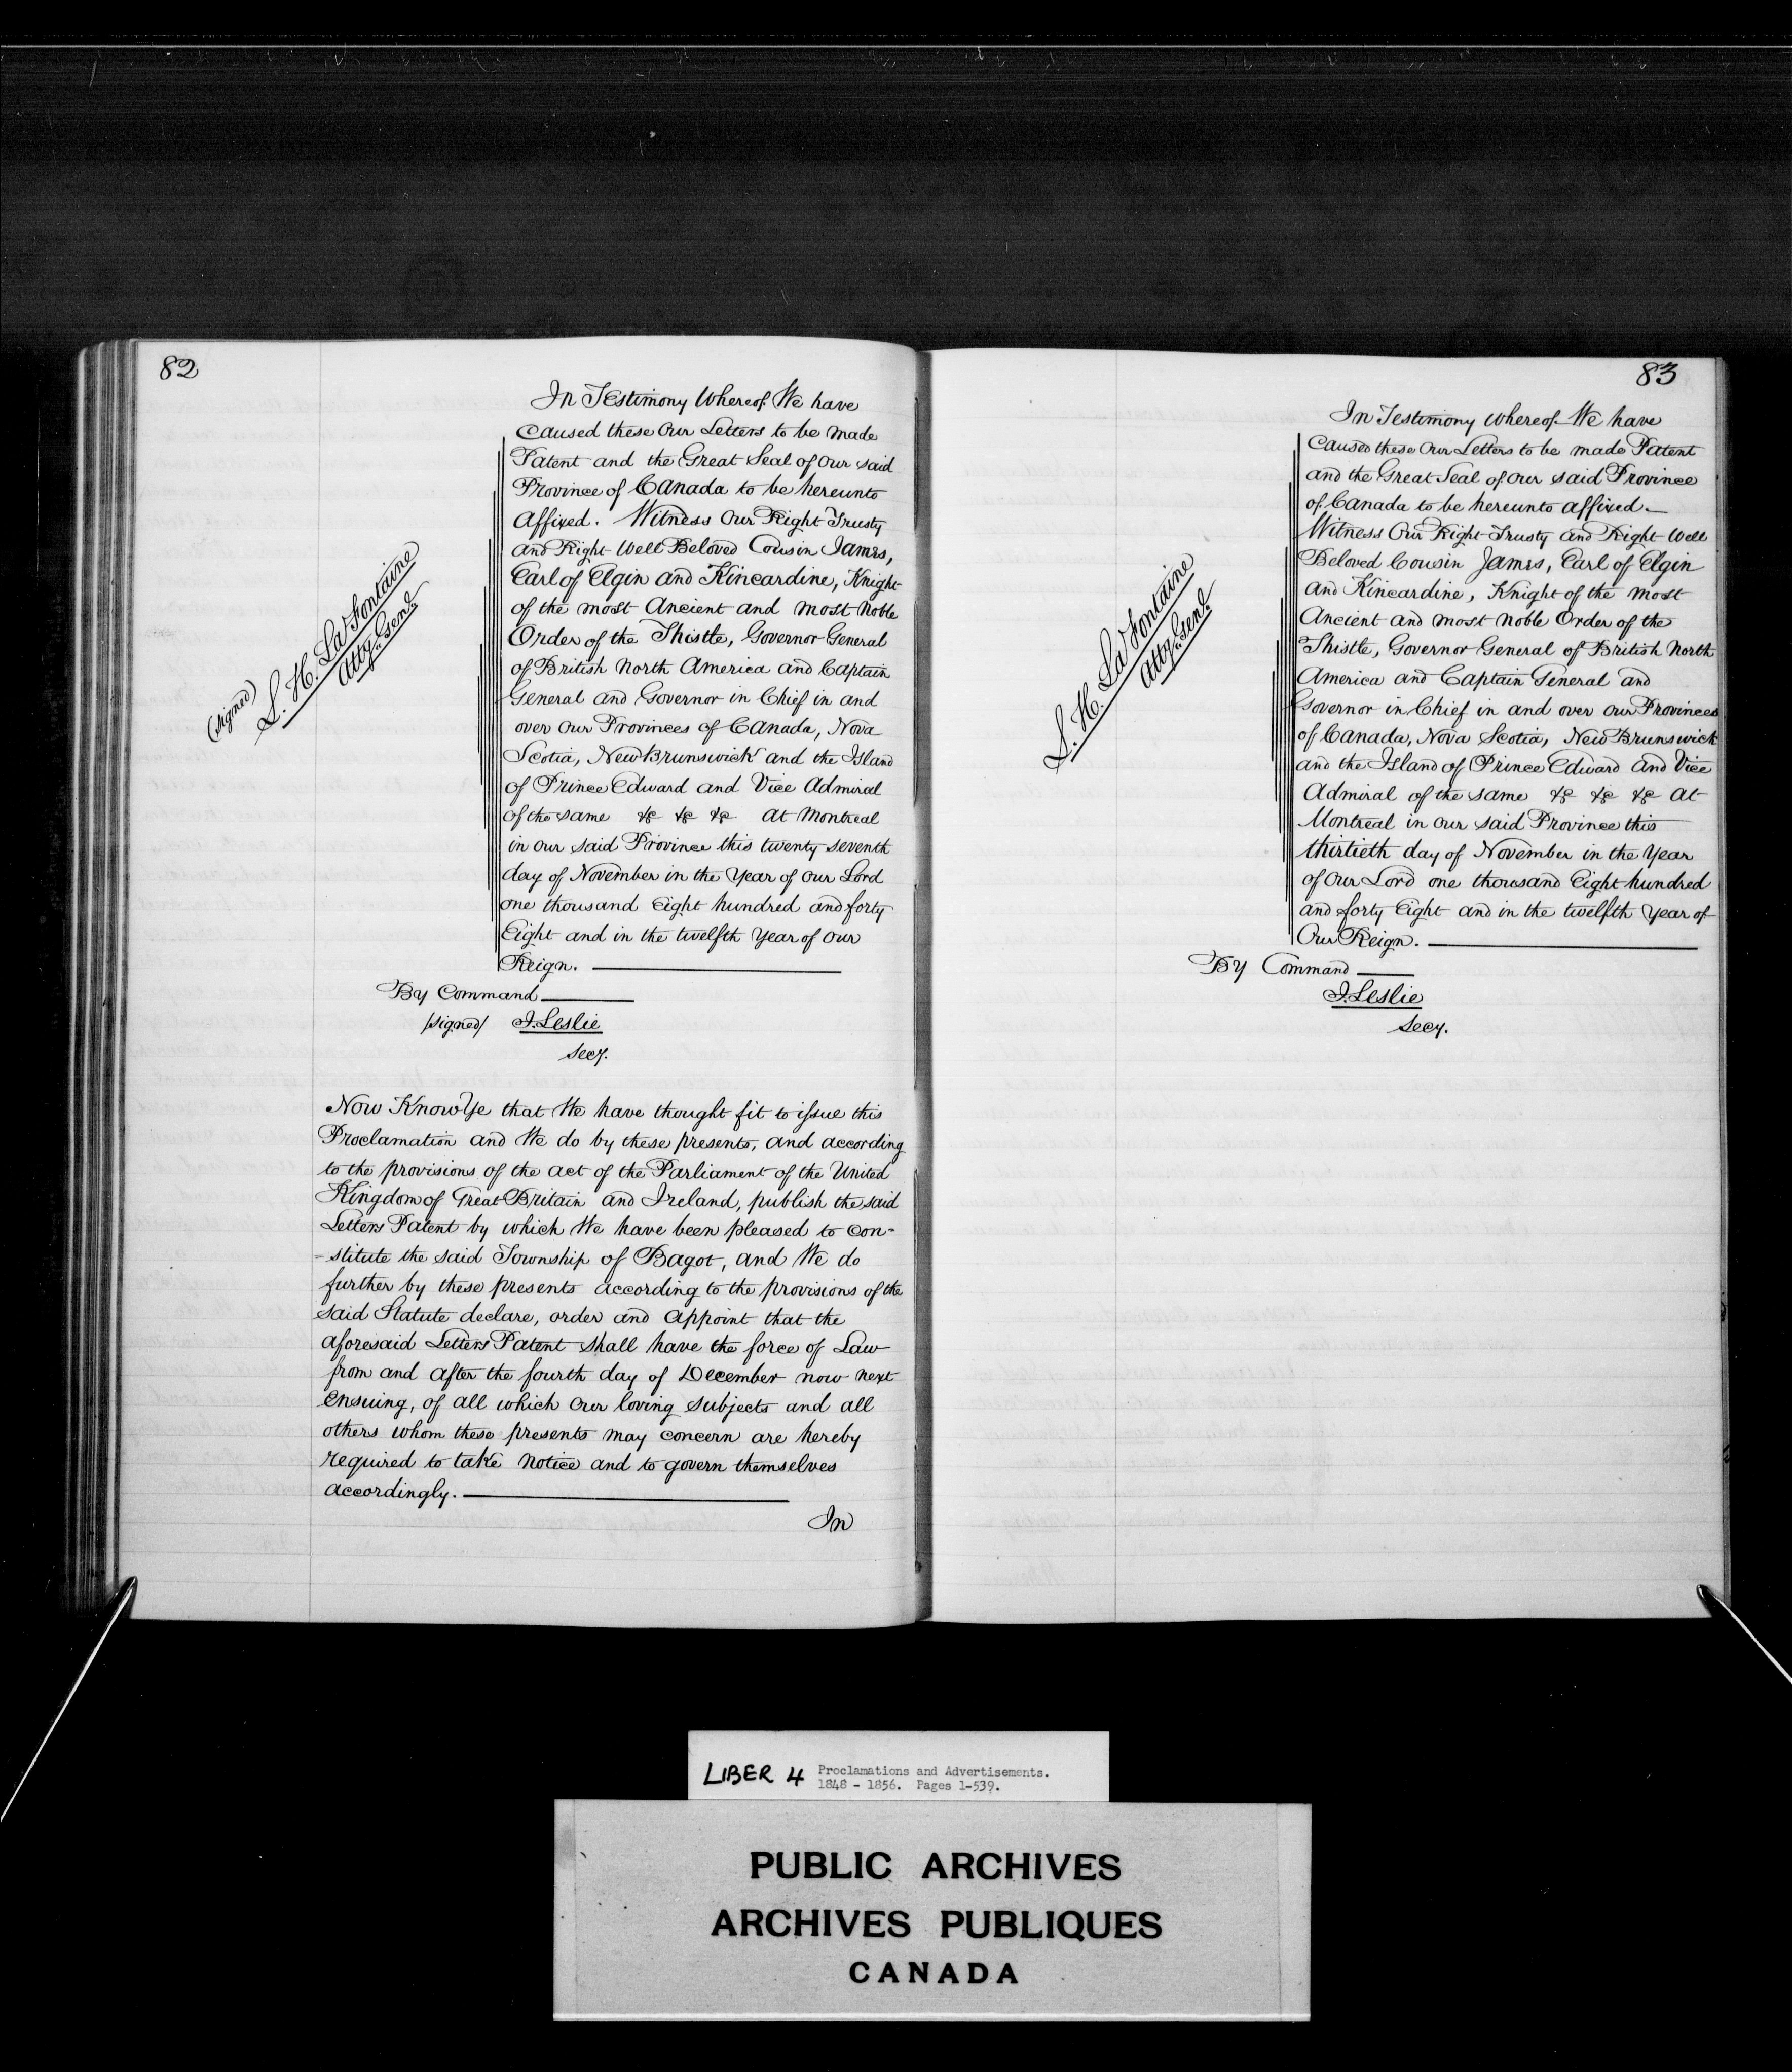 82
In Testimony Whereof We have
caused these Our Letters to be made
Patent and the Great Seal of Our said
Province of Canada to be hereunto
affixed. Witness Our Right Trusty
and Right Well Beloved Cousin James,
Earl of Elgin and Kincardine, Knight
of the most Ancient and most Noble
Order of the Thistle, Governor General
of British North America and Captain
General and Governor in Chief in and
over Our Provinces of Canada, Nova
Scotia, New Brunswick and the Island
of Prince Edward and Vice Admiral
of the same &c &c &c at Montreal
in Our said Province this twenty seventh
day of November in the Year of Our Lord
one thousand Eight hundred and forty
Eight and in the twelfth Year of Our
Reign.
(signed)
L. H. LaFontaine
Atty. Genl.
By Command
/signed/ J. Leslie
Secy.
Now Know Ye that We have thought fit to issue this
Proclamation and We do by these presents, and according
to the provisions of the act of the Parliament of the United
Kingdom of Great Britain and Ireland, publish the said
Letters Patent by which We have been pleased to con=
=stitute the said Township of Bagot, and We do
further by these presents according to the provisions of the
said Statute declare, order and appoint that the
aforesaid Letters Patent shall have the force of Law
from and after the fourth day of December now next
ensuing, of all which Our loving subjects and all
others whom these presents may concern are hereby
required to take notice and to govern themselves
accordingly.
In
83
In Testimony whereof We have
caused these Our Letters to be made Patent
and the Great Seal of Our said Province
of Canada to be hereunto affixed.
Witness Our Right Trusty and Right Well
Beloved Cousin James, Earl of Elgin
and Kincardine, Knight of the most
Ancient and most Noble Order of the
Thistle, Governor General of British North
America and Captain General and
Governor in Chief in and over Our Provinces
of Canada, Nova Scotia, New Brunswick
and the Island of Prince Edward and Vice
Admiral of the same &c &c &c at
Montreal in Our said Province this
thirtieth day of November in the Year
of Our Lord one thousand Eight hundred
and forty Eight and in the twelfth Year of
Our Reign.
L. H. LaFontaine
Atty. Genl.
By Command
J. Leslie
Secy.
LIBER 4 Proclamations and Advertisements.
1848 - 1856. Pages 1-539.
PUBLIC ARCHIVES
ARCHIVES PUBLIQUES
CANADA